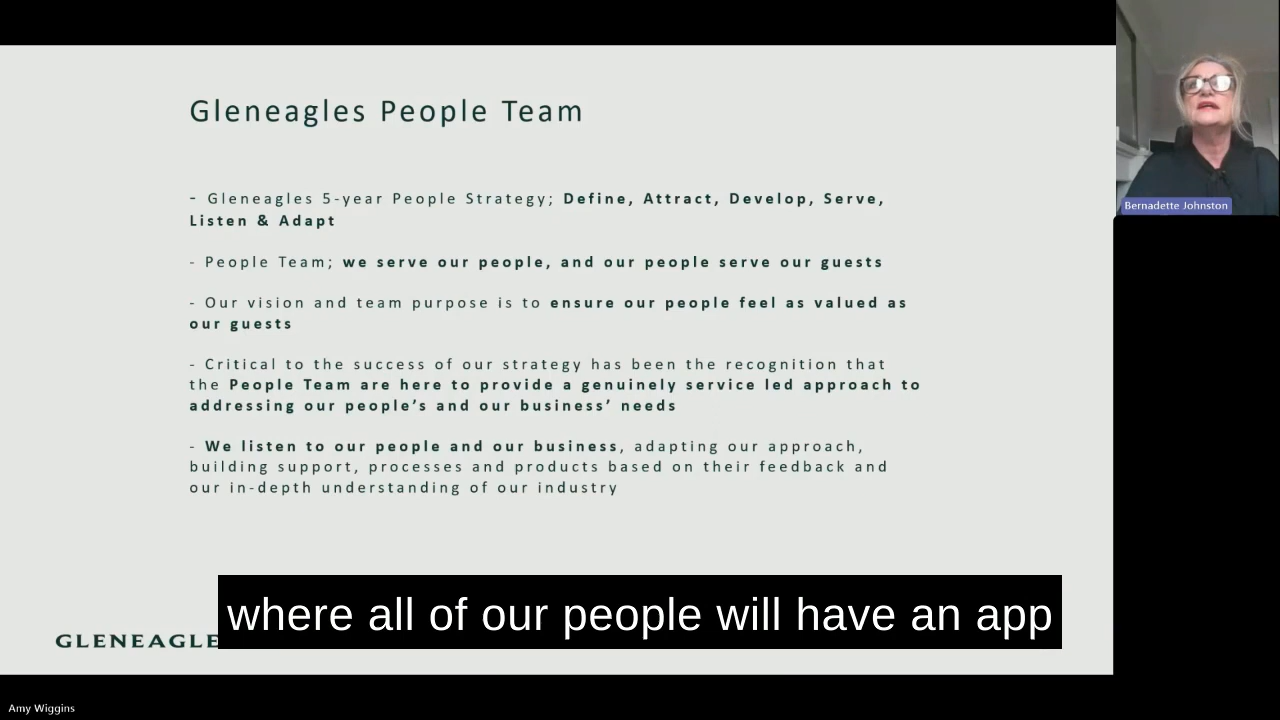 Gleneagles People Team
- Gleneagles 5-year People Strategy; Define, Attract, Develop, Serve,
Listen & Adapt
- People Team; we serve our people, and our people serve our guests
- Our vision and team purpose is to ensure our people feel as valued as
our guests
- Critical to the success of our strategy has been the recognition that
the People Team are here to provide a genuinely service led approach to
addressing our people’s and our business’ needs
- We listen to our people and our business, adapting our approach,
building support, processes and products based on their feedback and
our in-depth understanding of our industry
Bernadette Johnston
where all of our people will have an app
GLENEAGLE
Amy Wiggins